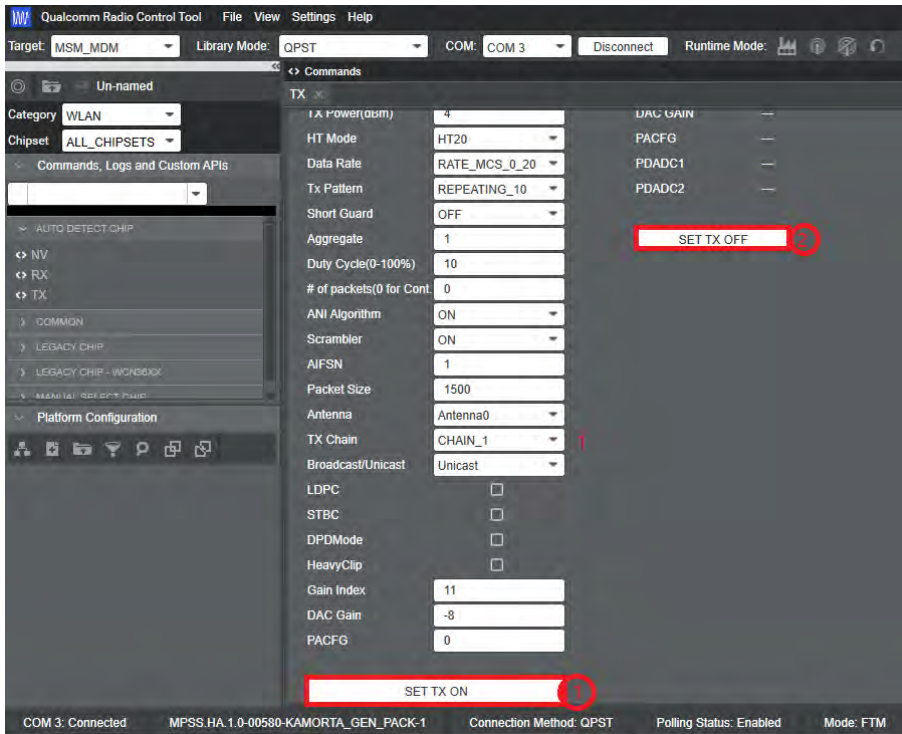 Qualcomm Radio Control Tool File View Settings Help
Target: MSM_MDM Library Mode: QPST COM: COM 3 Disconnect Runtime Mode:
« <> Commands
Un-named
TX ×
Category WLAN
Chipset ALL_CHIPSETS
Commands, Logs and Custom APIs
AUTO DETECT CHIP
<> NV
<> RX
<> TX
COMMON
LEGACY CHIP
LEGACY CHIP - WCN36XX
MANUAL SELECT CHIP
Platform Configuration
TX Power(dBm) 4
HT Mode HT20
Data Rate RATE_MCS_0_20
Tx Pattern REPEATING_10
Short Guard OFF
Aggregate 1
Duty Cycle(0-100%) 10
# of packets(0 for Cont. 0
ANI Algorithm ON
Scrambler ON
AIFSN 1
Packet Size 1500
Antenna Antenna0
TX Chain CHAIN_1 1
Broadcast/Unicast Unicast
LDPC
STBC
DPDMode
HeavyClip
Gain Index 11
DAC Gain -8
PACFG 0
SET TX ON 1
DAC GAIN —
PACFG —
PDADC1 —
PDADC2 —
SET TX OFF 2
COM 3: Connected MPSS.HA.1.0-00580-KAMORTA_GEN_PACK-1 Connection Method: QPST Polling Status: Enabled Mode: FTM